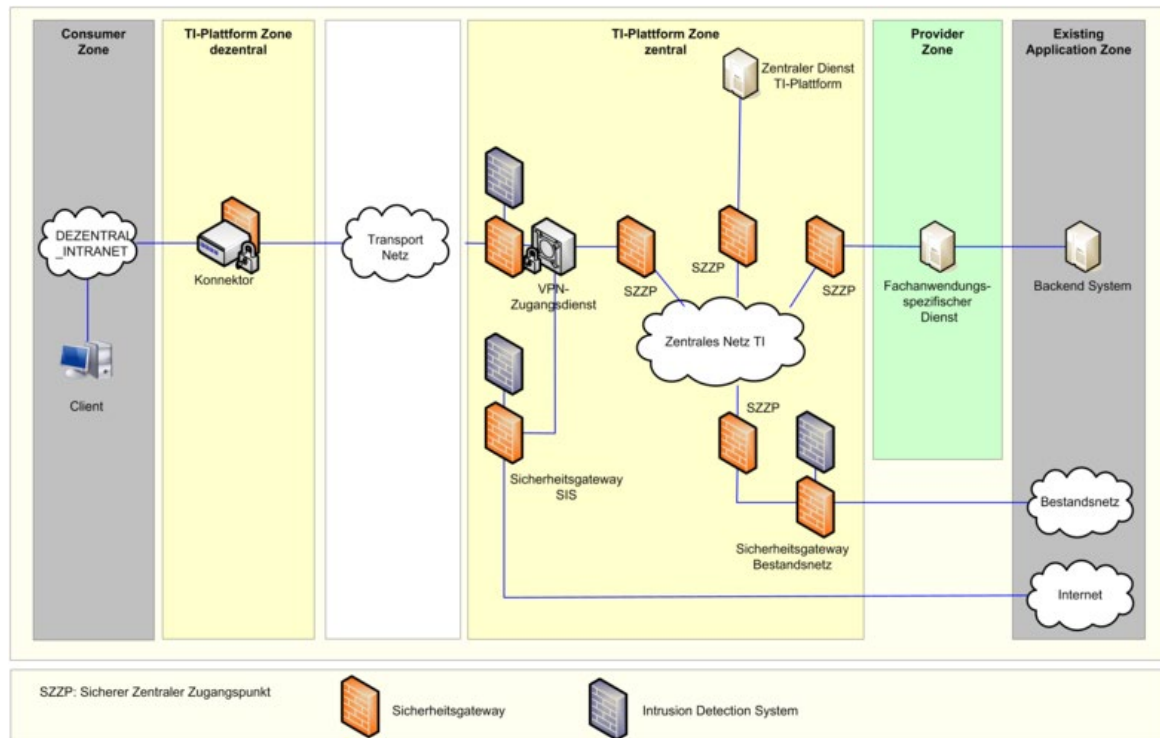 Consumer
Zone
TI-Plattform Zone
dezentral
TI-Plattform Zone
zentral
Provider
Zone
Existing
Application Zone
Zentraler Dienst
TI-Plattform
DEZENTRAL
_INTRANET
Konnektor
Transport
Netz
VPN-
Zugangsdienst
SZZP
SZZP
SZZP
Fachanwendungs-
spezifischer
Dienst
Backend System
Zentrales Netz TI
Client
SZZP
Sicherheitsgateway
SIS
Sicherheitsgateway
Bestandsnetz
Bestandsnetz
Internet
SZZP: Sicherer Zentraler Zugangspunkt
Sicherheitsgateway
Intrusion Detection System